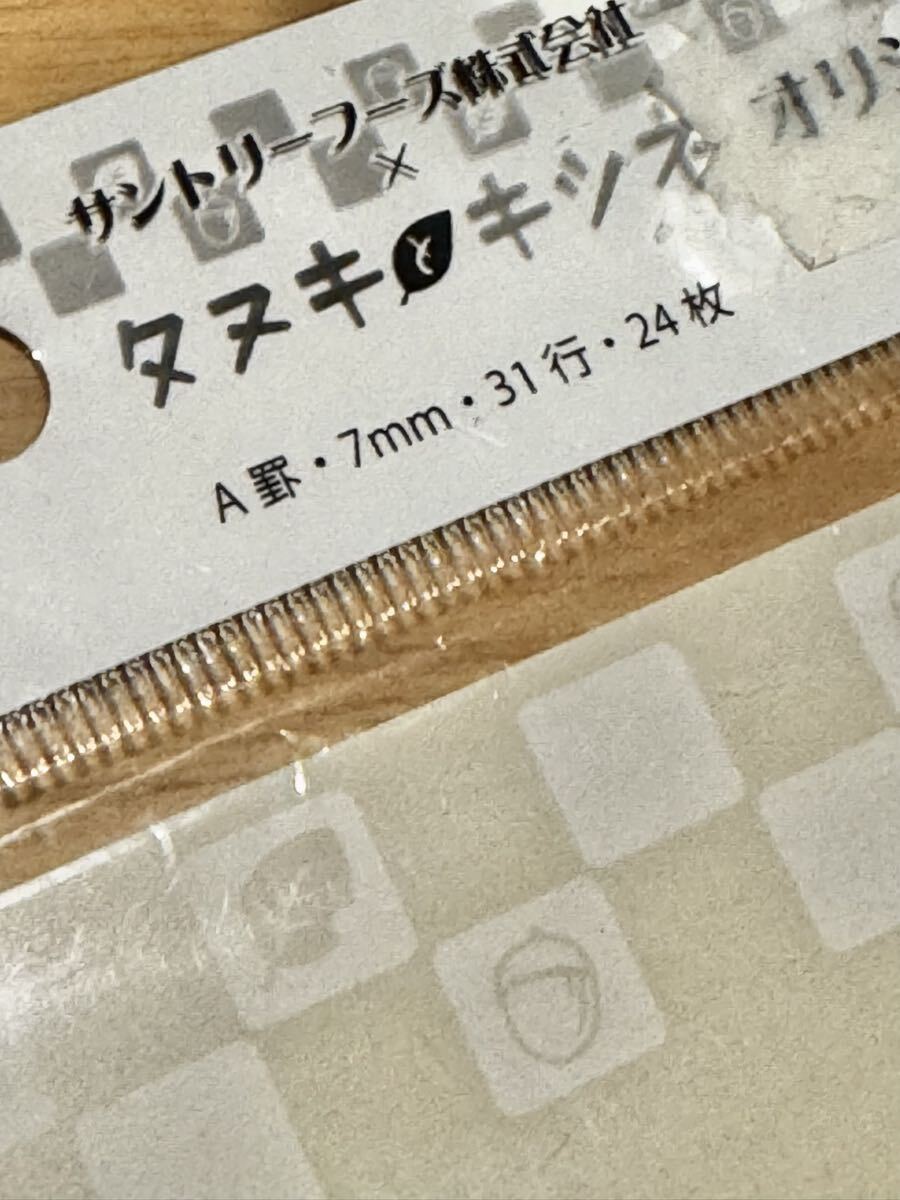 サントリーフーズ株式会社
×
タヌキとキツネ オリジ
A罫・7mm・31行・24枚